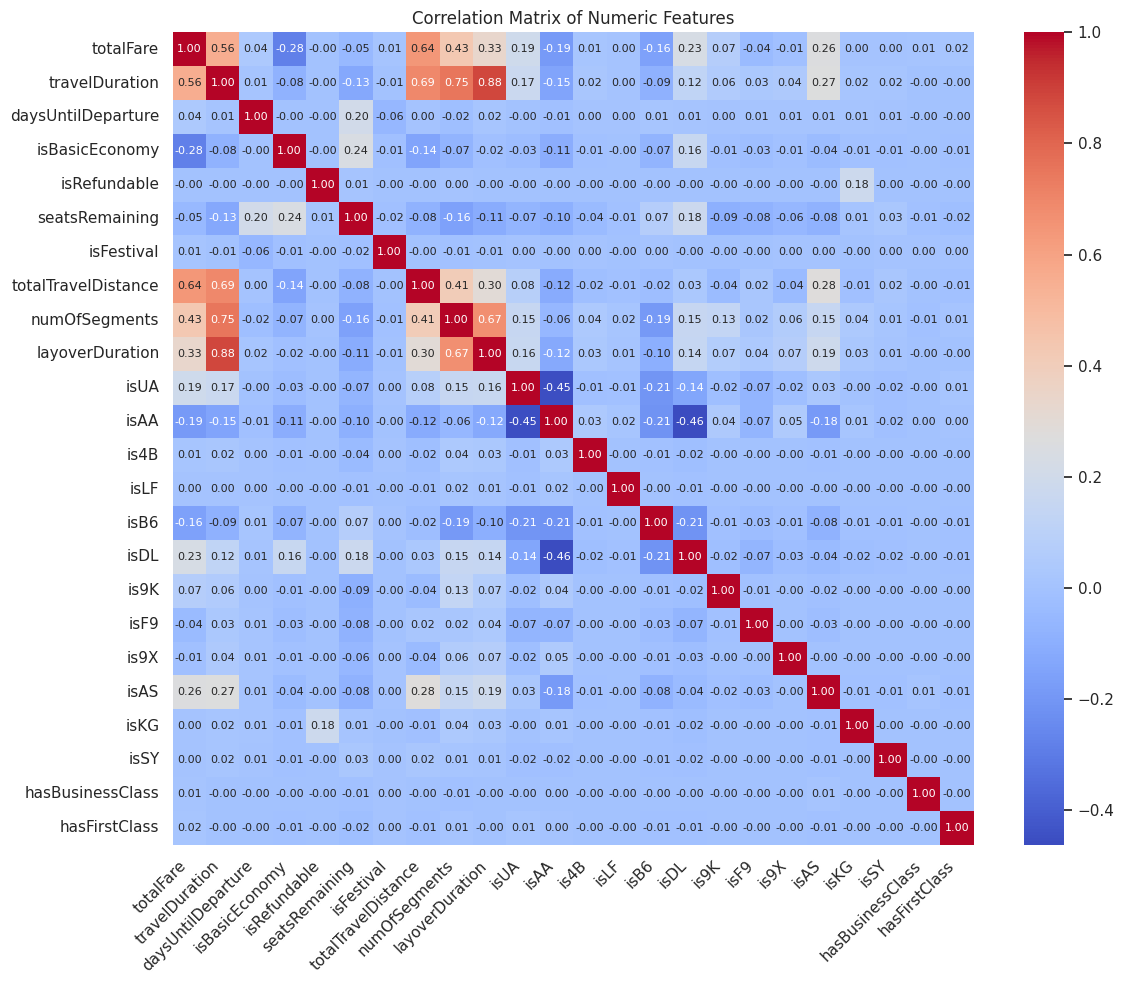 Correlation Matrix of Numeric Features
totalFare 1.00 0.56 0.04 -0.28 -0.00 -0.05 0.01 0.64 0.43 0.33 0.19 -0.19 0.01 0.00 -0.16 0.23 0.07 -0.04 -0.01 0.26 0.00 0.00 0.01 0.02
travelDuration 0.56 1.00 0.01 -0.08 -0.00 -0.13 -0.01 0.69 0.75 0.88 0.17 -0.15 0.02 0.00 -0.09 0.12 0.06 0.03 0.04 0.27 0.02 0.02 -0.00 -0.00
daysUntilDeparture 0.04 0.01 1.00 -0.00 -0.00 0.20 -0.06 0.00 -0.02 0.02 -0.00 -0.01 0.00 -0.00 0.01 0.01 0.00 0.01 0.01 0.01 0.01 0.01 -0.00 -0.00
isBasicEconomy -0.28 -0.08 -0.00 1.00 -0.00 0.24 -0.01 -0.14 -0.07 -0.02 -0.03 -0.11 -0.01 -0.00 -0.07 0.16 -0.01 -0.03 -0.01 -0.04 -0.01 -0.01 -0.00 -0.01
isRefundable -0.00 -0.00 -0.00 -0.00 1.00 0.01 -0.00 -0.00 0.00 -0.00 -0.00 -0.00 -0.00 -0.00 -0.00 -0.00 -0.00 -0.00 -0.00 -0.00 0.18 -0.00 -0.00 -0.00
seatsRemaining -0.05 -0.13 0.20 0.24 0.01 1.00 -0.02 -0.08 -0.16 -0.11 -0.07 -0.10 -0.04 -0.01 0.07 0.18 -0.09 -0.08 -0.06 -0.08 0.01 0.03 -0.01 -0.02
isFestival 0.01 -0.01 -0.06 -0.01 -0.00 -0.02 1.00 -0.00 -0.01 -0.01 0.00 0.00 0.00 -0.00 0.00 -0.00 -0.00 -0.00 -0.00 0.00 -0.00 0.00 0.00 0.00
totalTravelDistance 0.64 0.69 0.00 -0.14 -0.00 -0.08 -0.00 1.00 0.41 0.30 0.08 -0.12 -0.02 -0.01 -0.02 0.03 -0.04 0.02 -0.04 0.28 -0.01 0.02 -0.00 -0.01
numOfSegments 0.43 0.75 -0.02 -0.07 0.00 -0.16 -0.01 0.41 1.00 0.67 0.15 -0.06 0.04 0.02 -0.19 0.15 0.13 0.02 0.06 0.15 0.04 0.01 -0.01 0.01
layoverDuration 0.33 0.88 0.02 -0.02 -0.00 -0.11 -0.01 0.30 0.67 1.00 0.16 -0.12 0.03 0.01 -0.10 0.14 0.07 0.04 0.07 0.19 0.03 0.01 -0.00 -0.00
isUA 0.19 0.17 -0.00 -0.03 -0.00 -0.07 0.00 0.08 0.15 0.16 1.00 -0.45 -0.01 -0.01 -0.21 -0.14 -0.02 -0.07 -0.02 0.03 -0.00 -0.02 -0.00 0.01
isAA -0.19 -0.15 -0.01 -0.11 -0.00 -0.10 0.00 -0.12 -0.06 -0.12 -0.45 1.00 0.03 0.02 -0.21 -0.46 0.04 -0.07 0.05 -0.18 0.01 -0.02 0.00 0.00
is4B 0.01 0.02 0.00 -0.01 -0.00 -0.04 0.00 -0.02 0.04 0.03 -0.01 0.03 1.00 -0.00 -0.01 -0.02 -0.00 -0.00 -0.00 -0.01 -0.00 -0.00 -0.00 -0.00
isLF 0.00 0.00 -0.00 -0.00 -0.00 -0.01 -0.00 -0.01 0.02 0.01 -0.01 0.02 -0.00 1.00 -0.00 -0.01 -0.00 -0.00 -0.00 -0.00 -0.00 -0.00 -0.00 -0.00
isB6 -0.16 -0.09 0.01 -0.07 -0.00 0.07 0.00 -0.02 -0.19 -0.10 -0.21 -0.21 -0.01 -0.00 1.00 -0.21 -0.01 -0.03 -0.01 -0.08 -0.01 -0.00 -0.00 -0.01
isDL 0.23 0.12 0.01 0.16 -0.00 0.18 -0.00 0.03 0.15 0.14 -0.14 -0.46 -0.02 -0.01 -0.21 1.00 -0.02 -0.07 -0.03 -0.04 -0.02 -0.02 -0.00 -0.01
is9K 0.07 0.06 0.00 -0.01 -0.00 -0.09 -0.00 -0.04 0.13 0.07 -0.02 0.04 -0.00 -0.00 -0.01 -0.02 1.00 -0.01 -0.00 -0.02 -0.00 -0.00 -0.00 -0.00
isF9 -0.04 0.03 0.01 -0.03 -0.00 -0.08 -0.00 0.02 0.02 0.04 -0.07 -0.07 -0.00 -0.00 -0.03 -0.07 -0.01 1.00 -0.00 -0.03 -0.00 -0.00 -0.00 -0.00
is9X -0.01 0.04 0.01 -0.01 -0.00 -0.06 -0.00 -0.04 0.06 0.07 -0.02 0.05 -0.00 -0.00 -0.01 -0.03 -0.00 -0.00 1.00 -0.00 -0.00 -0.00 -0.00 -0.00
isAS 0.26 0.27 0.01 -0.04 -0.00 -0.08 0.00 0.28 0.15 0.19 0.03 -0.18 -0.01 -0.00 -0.08 -0.04 -0.02 -0.03 -0.00 1.00 -0.01 -0.01 0.01 -0.01
isKG 0.00 0.02 0.01 -0.01 0.18 0.01 -0.00 -0.01 0.04 0.03 -0.00 0.01 -0.00 -0.00 -0.01 -0.02 -0.00 -0.00 -0.00 -0.01 1.00 -0.00 -0.00 -0.00
isSY 0.00 0.02 0.01 -0.01 -0.00 0.03 0.00 0.02 0.01 0.01 -0.02 -0.02 -0.00 -0.00 -0.00 -0.02 -0.00 -0.00 -0.00 -0.01 -0.00 1.00 -0.00 -0.00
hasBusinessClass 0.01 -0.00 -0.00 -0.00 -0.00 -0.01 0.00 -0.00 -0.01 -0.00 -0.00 0.00 -0.00 -0.00 -0.00 -0.00 -0.00 -0.00 -0.00 0.01 -0.00 -0.00 1.00 -0.00
hasFirstClass 0.02 -0.00 -0.00 -0.01 -0.00 -0.02 0.00 -0.01 0.01 -0.00 0.01 0.00 -0.00 -0.00 -0.01 -0.01 -0.00 -0.00 -0.00 -0.01 -0.00 -0.00 -0.00 1.00
totalFare
travelDuration
daysUntilDeparture
isBasicEconomy
isRefundable
seatsRemaining
isFestival
totalTravelDistance
numOfSegments
layoverDuration
isUA
isAA
is4B
isLF
isB6
isDL
is9K
isF9
is9X
isAS
isKG
isSY
hasBusinessClass
hasFirstClass
1.0
0.8
0.6
0.4
0.2
0.0
−0.2
−0.4